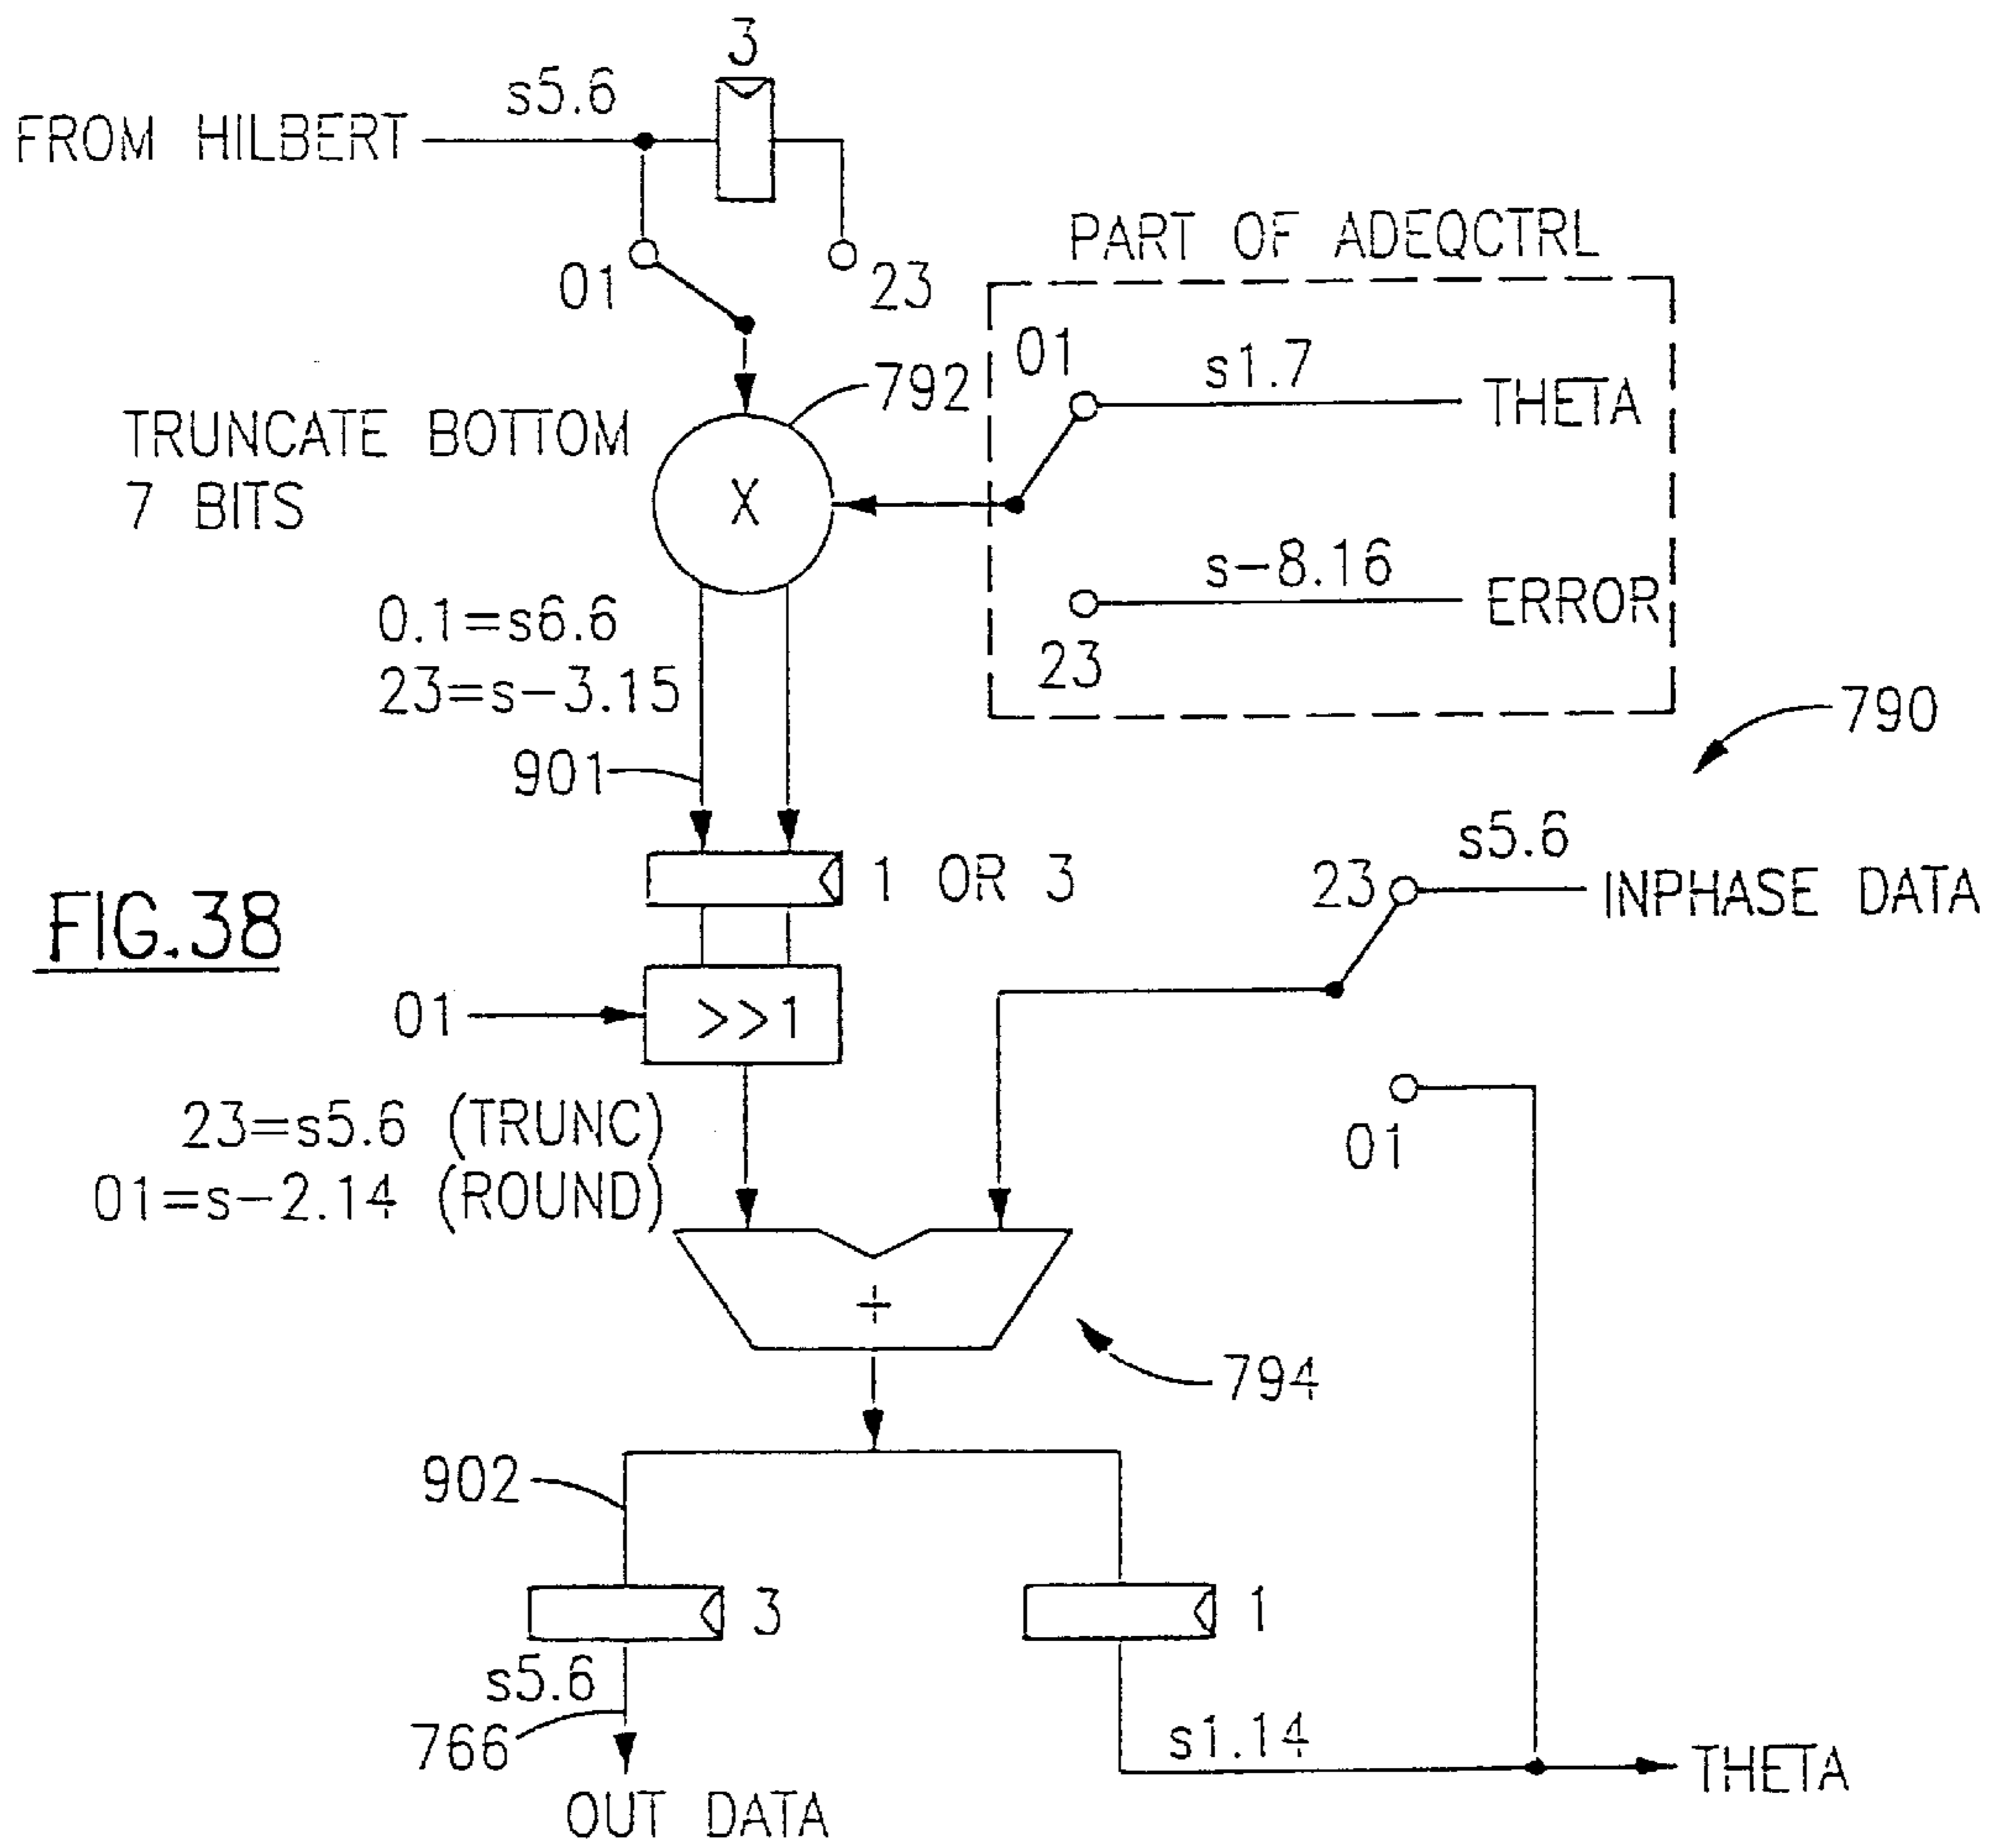 3
s5.6
FROM HILBERT
01
23
PART OF ADEQCTRL
01
s1.7
THETA
792
TRUNCATE BOTTOM
7 BITS
X
s-8.16
ERROR
23
0.1=s6.6
23=s-3.15
790
901
1 OR 3
s5.6
23
INPHASE DATA
FIG.38
01
>>1
23=s5.6 (TRUNC)
01=s-2.14 (ROUND)
01
+
794
902
3
1
s5.6
766
s1.14
THETA
OUT DATA